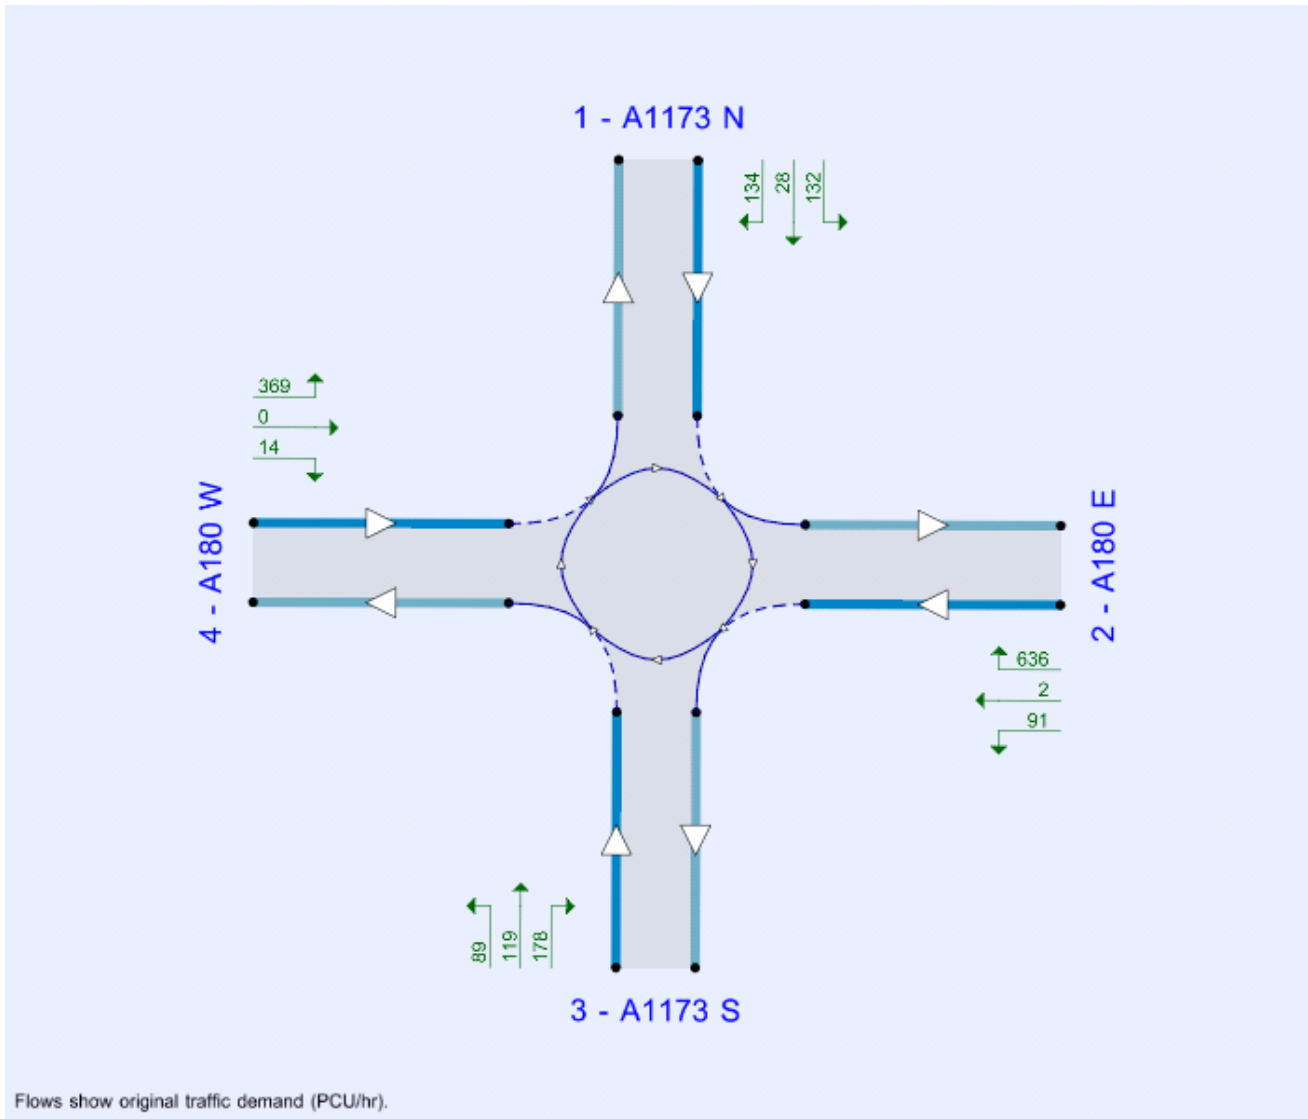 1 - A1173 N
134
28
132
369
0
14
4 - A180 W
2 - A180 E
636
2
91
89
119
178
3 - A1173 S
Flows show original traffic demand (PCU/hr).